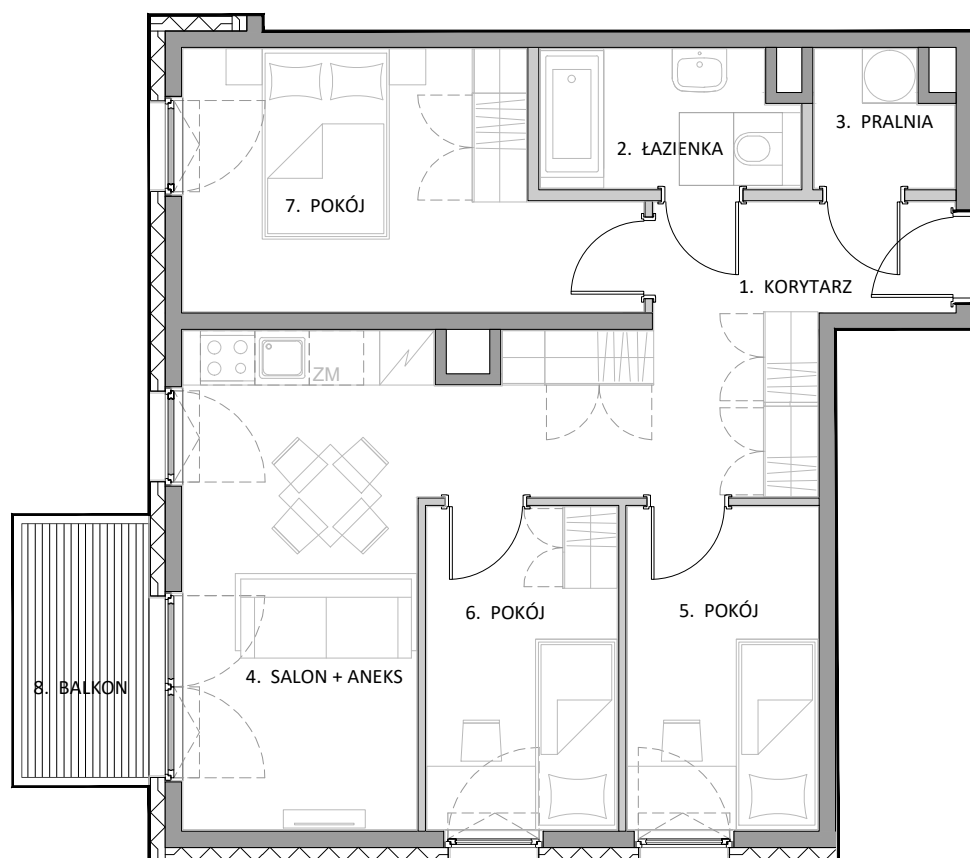 3. PRALNIA
2. ŁAZIENKA
7. POKÓJ
1. KORYTARZ
ZM
6. POKÓJ
5. POKÓJ
4. SALON + ANEKS
8. BALKON